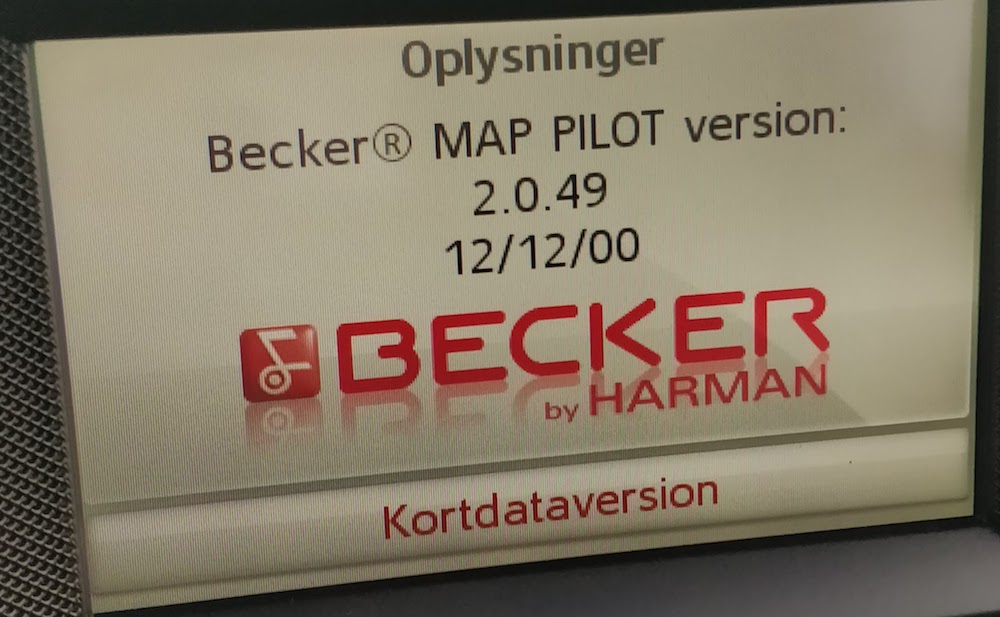 Oplysninger
Becker® MAP PILOT version:
2.0.49
12/12/00
BECKER
by HARMAN
Kortdataversion